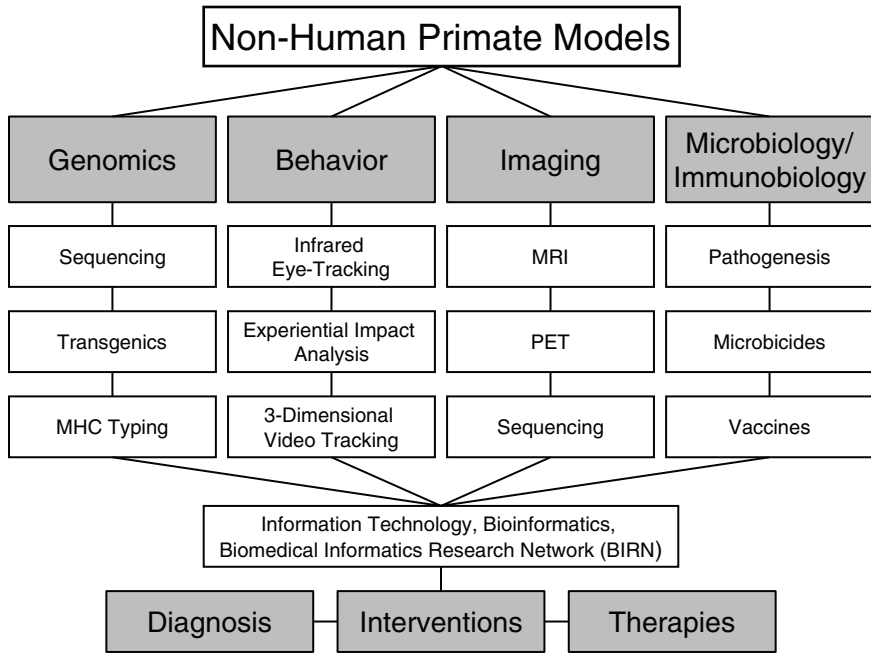 Non-Human Primate Models
Genomics
Behavior
Imaging
Microbiology/
Immunobiology
Sequencing
Infrared
Eye-Tracking
MRI
Pathogenesis
Transgenics
Experiential Impact
Analysis
PET
Microbicides
MHC Typing
3-Dimensional
Video Tracking
Sequencing
Vaccines
Information Technology, Bioinformatics,
Biomedical Informatics Research Network (BIRN)
Diagnosis
Interventions
Therapies